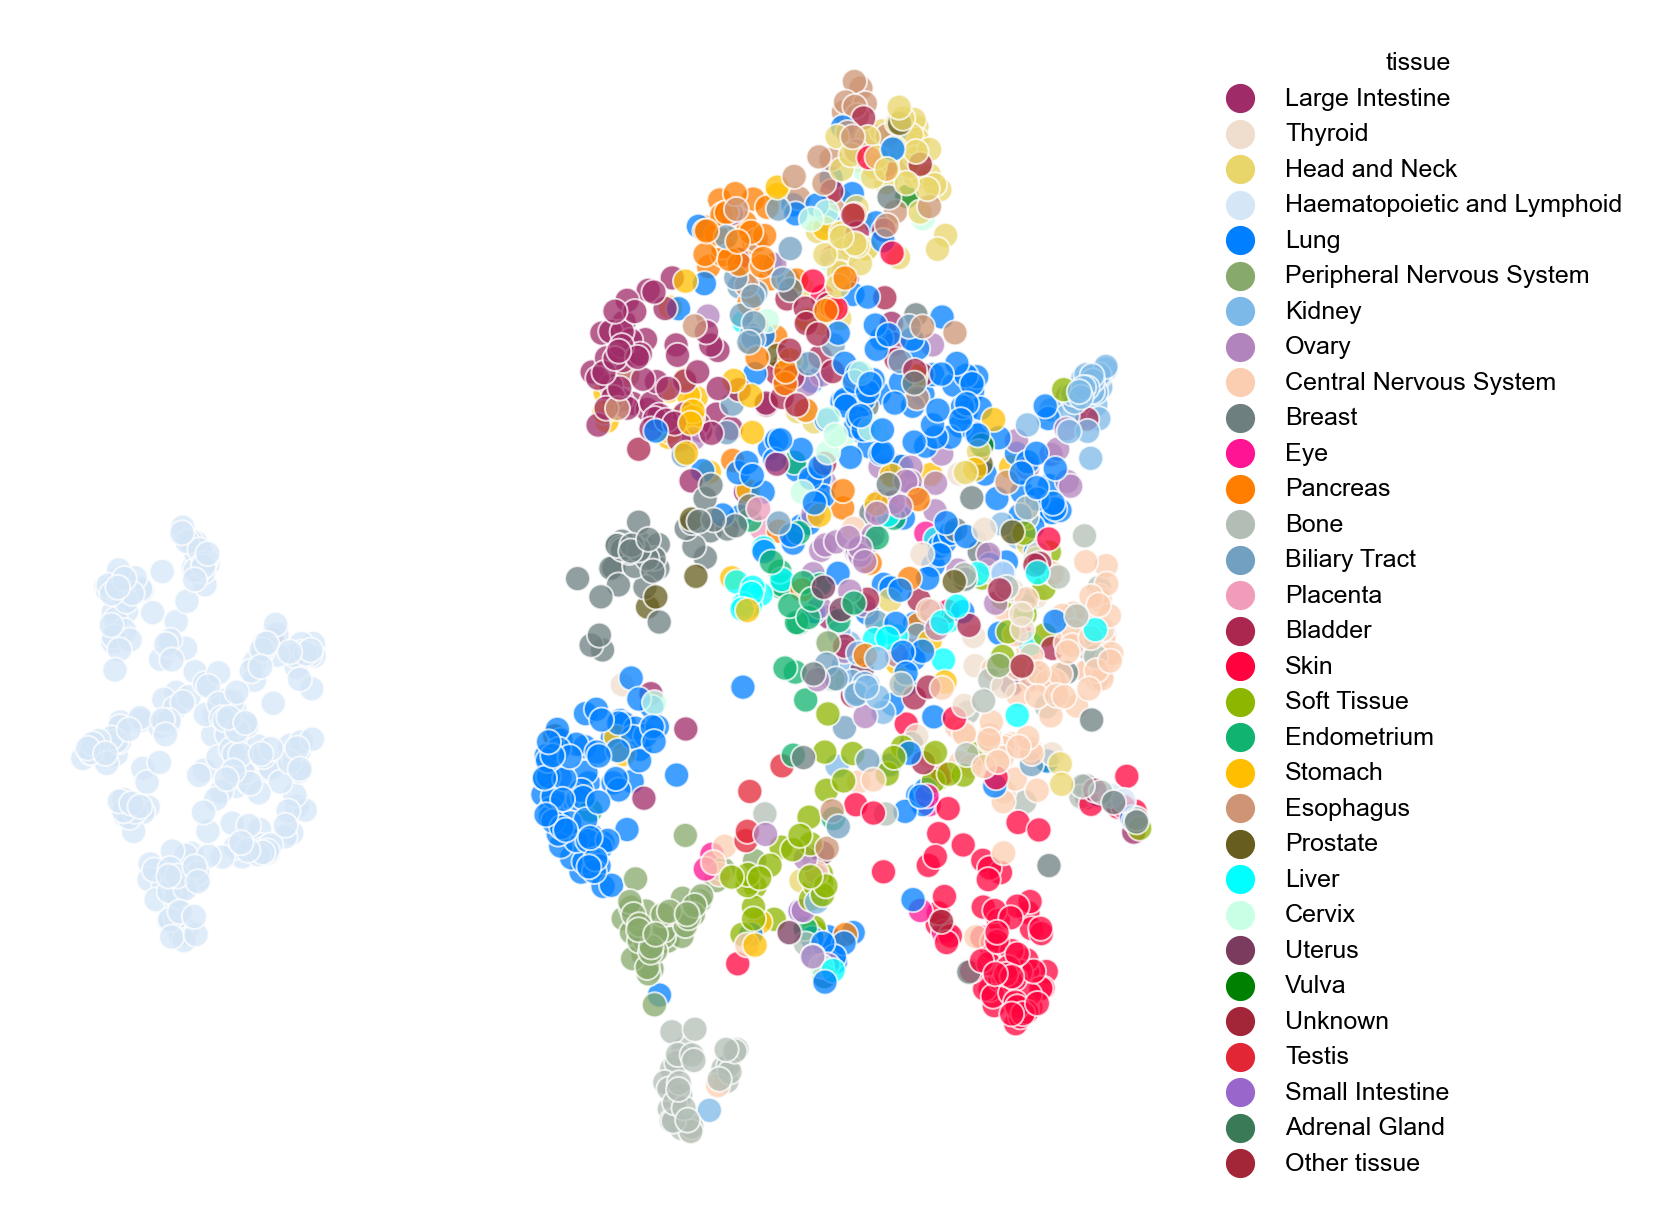 tissue
Large Intestine
Thyroid
Head and Neck
Haematopoietic and Lymphoid
Lung
Peripheral Nervous System
Kidney
Ovary
Central Nervous System
Breast
Eye
Pancreas
Bone
Biliary Tract
Placenta
Bladder
Skin
Soft Tissue
Endometrium
Stomach
Esophagus
Prostate
Liver
Cervix
Uterus
Vulva
Unknown
Testis
Small Intestine
Adrenal Gland
Other tissue